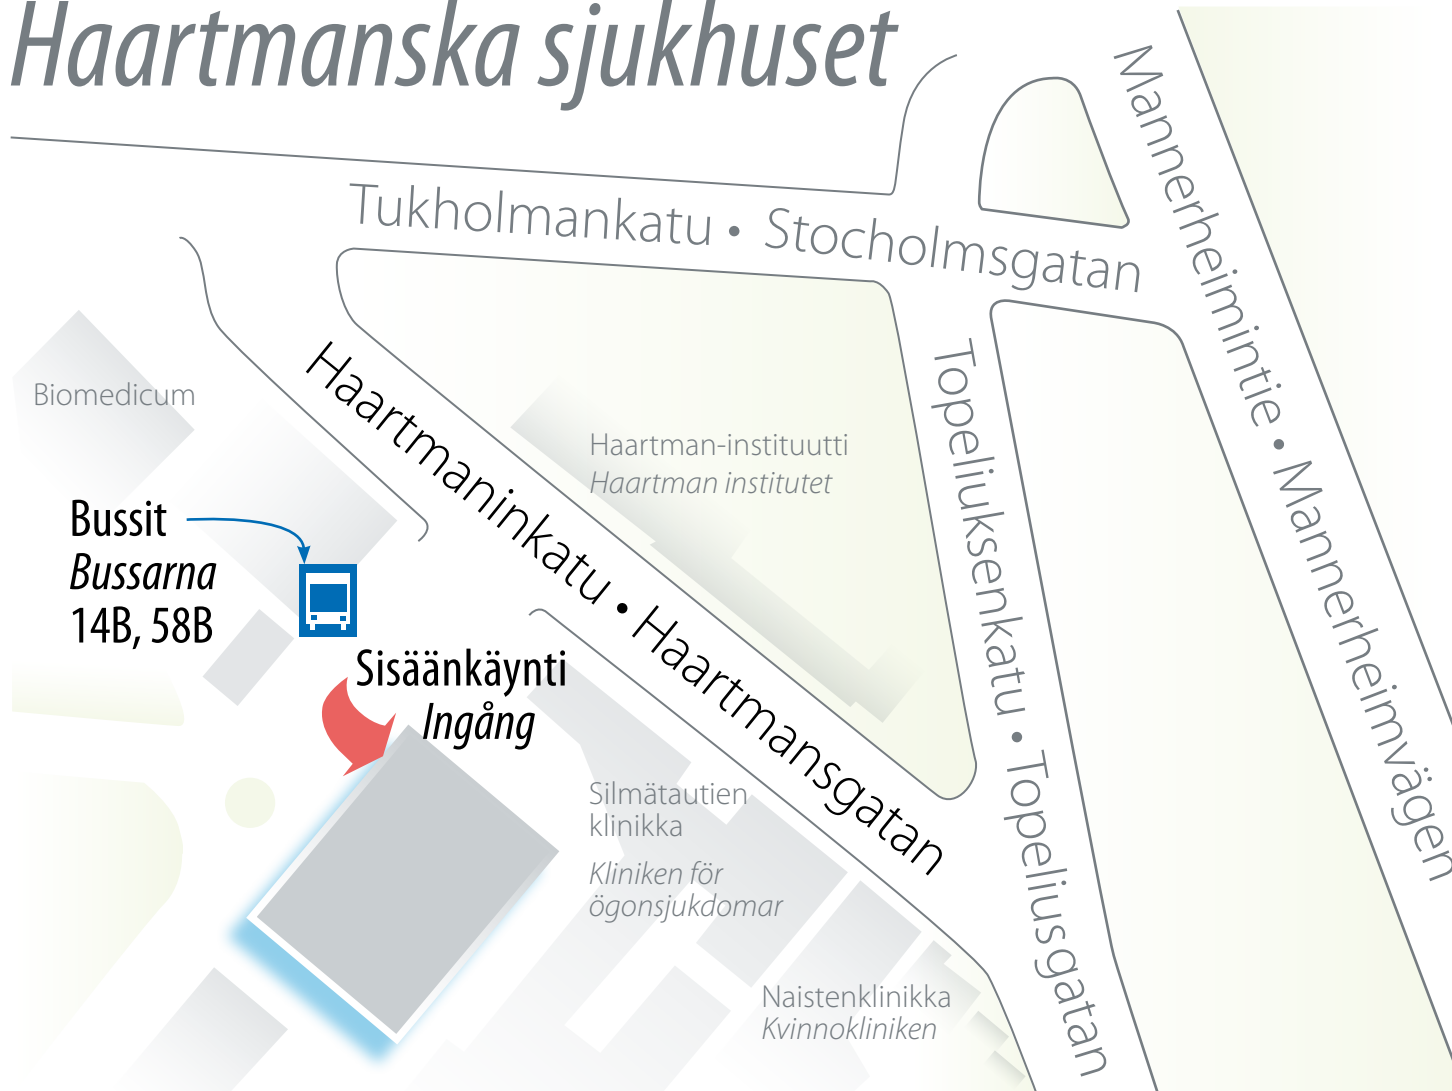 Haartmanska sjukhuset
Tukholmankatu • Stocholmsgatan
Mannerheimintie • Mannerheimvägen
Biomedicum
Haartmaninkatu • Haartmansgatan
Haartman-instituutti
Haartman institutet
Topeliuksenkatu • Topeliusgatan
Bussit
Bussarna
14B, 58B
Sisäänkäynti
Ingång
Silmätautien
klinikka
Kliniken för
ögonsjukdomar
Naistenklinikka
Kvinnokliniken